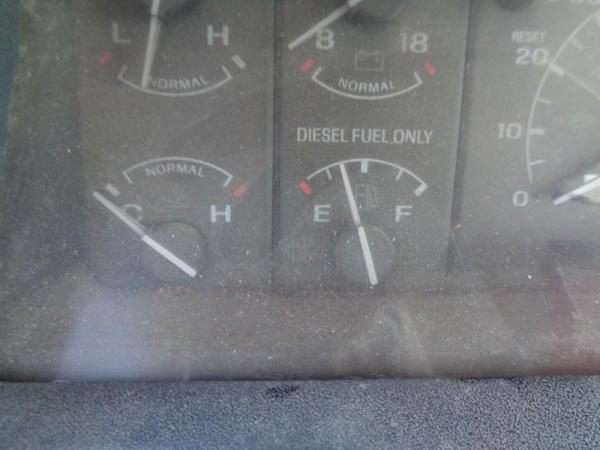 L H
NORMAL
8 18
NORMAL
RESET
20
10
0
DIESEL FUEL ONLY
NORMAL
C H
E F